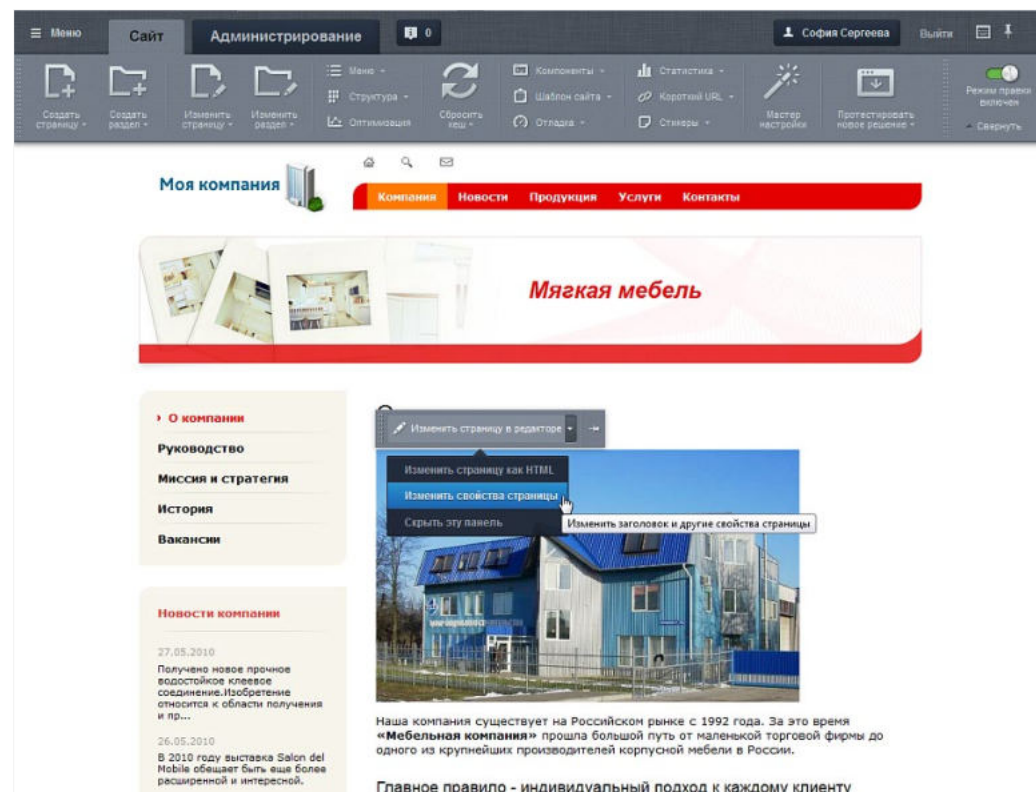 Меню
Сайт
Администрирование
0
София Сергеева
Выйти
Создать страницу
Создать раздел
Изменить страницу
Изменить раздел
Меню
Структура
Оптимизация
Сбросить кеш
Компоненты
Шаблон сайта
Отладка
Статистика
Короткий URL
Стикеры
Мастер настройки
Протестировать новое решение
Режим правки включен
Свернуть
Моя компания
Компания Новости Продукция Услуги Контакты
Мягкая мебель
О компании
Руководство
Миссия и стратегия
История
Вакансии
Изменить страницу в редакторе
Изменить страницу как HTML
Изменить свойства страницы
Скрыть эту панель
Изменить заголовок и другие свойства страницы
Новости компании
27.05.2010
Получено новое прочное
водостойкое клеевое
соединение.Изобретение
относится к области получения
и пр...
26.05.2010
В 2010 году выставка Salon del
Mobile обещает быть еще более
расширенной и интересной.
Наша компания существует на Российском рынке с 1992 года. За это время
«Мебельная компания» прошла большой путь от маленькой торговой фирмы до
одного из крупнейших производителей корпусной мебели в России.
Главное правило - индивидуальный подход к каждому клиенту